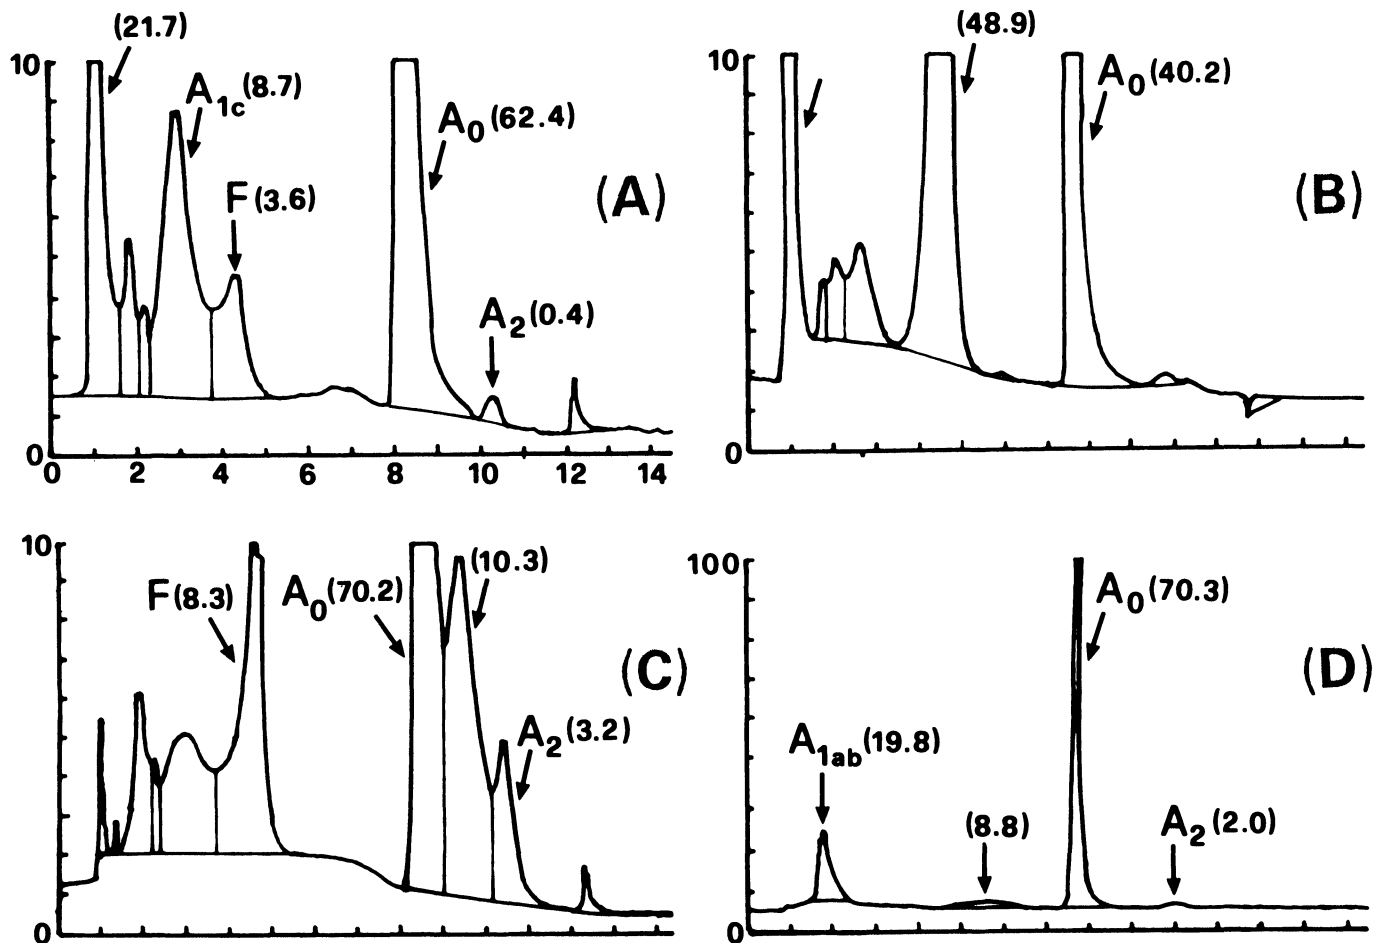 (21.7)
10
A1c(8.7)
A0(62.4)
F(3.6)
(A)
A2(0.4)
0
0 2 4 6 8 10 12 14
(48.9)
10
A0(40.2)
(B)
0
10
(10.3)
F(8.3)
A0(70.2)
(C)
A2(3.2)
0
100
A0(70.3)
(D)
A1ab(19.8)
(8.8)
A2(2.0)
0